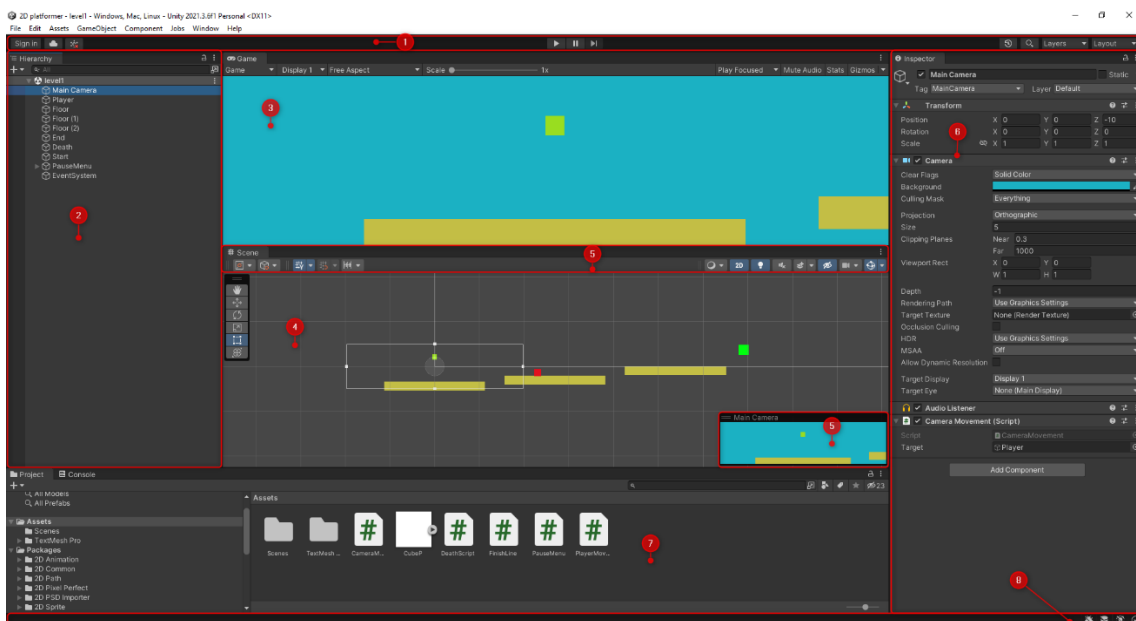 2D platformer - level1 - Windows, Mac, Linux - Unity 2021.3.6f1 Personal <DX11>
File Edit Assets GameObject Component Jobs Window Help
Sign in 1 Layers Layout
Hierarchy
All
level1
Main Camera
Player
Floor
Floor (1)
Floor (2)
End
Death
Start
PauseMenu
EventSystem
2
Game
Game Display 1 Free Aspect Scale 1x Play Focused Mute Audio Stats Gizmos
3
Scene 5
2D
4
Main Camera
5
Inspector
Main Camera Static
Tag MainCamera Layer Default
Transform
Position X 0 Y 0 Z -10
Rotation X 0 Y 0 Z 0
Scale X 1 Y 1 Z 1
6
Camera
Clear Flags Solid Color
Background
Culling Mask Everything
Projection Orthographic
Size 5
Clipping Planes Near 0.3
Far 1000
Viewport Rect X 0 Y 0
W 1 H 1
Depth -1
Rendering Path Use Graphics Settings
Target Texture None (Render Texture)
Occlusion Culling
HDR Use Graphics Settings
MSAA Off
Allow Dynamic Resolution
Target Display Display 1
Target Eye None (Main Display)
Audio Listener
Camera Movement (Script)
Script CameraMovement
Target Player
Add Component
Project Console
23
All Models
All Prefabs
Assets
Scenes
TextMesh Pro
Packages
2D Animation
2D Common
2D Path
2D Pixel Perfect
2D PSD Importer
2D Sprite
Assets
Scenes TextMesh ... CameraM... CubeP DeathScript FinishLine PauseMenu PlayerMov...
7
8